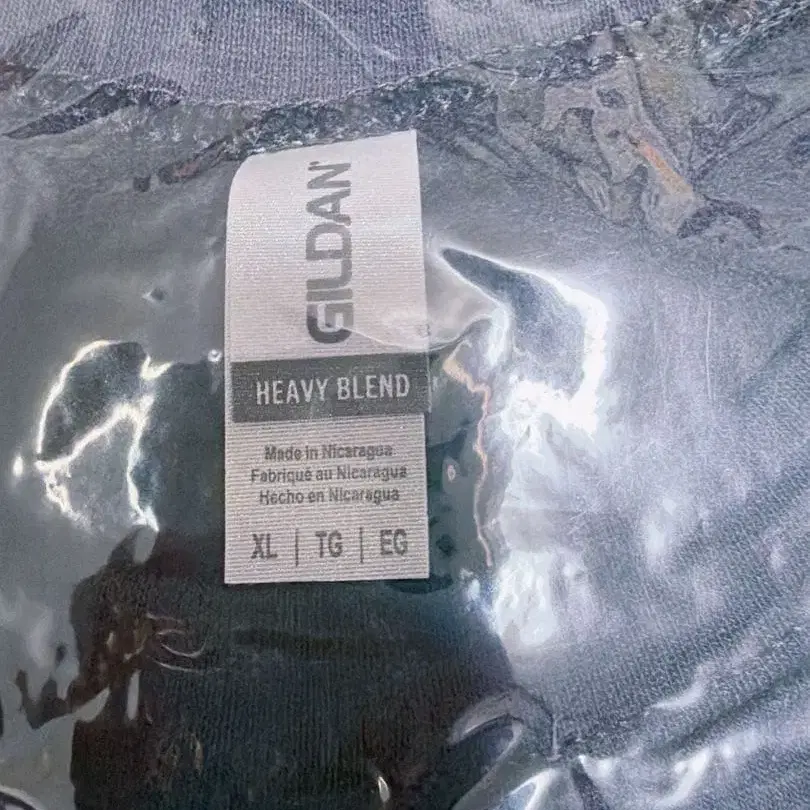 GILDAN
HEAVY BLEND
Made in Nicaragua
Fabriqué au Nicaragua
Hecho en Nicaragua
XL | TG | EG